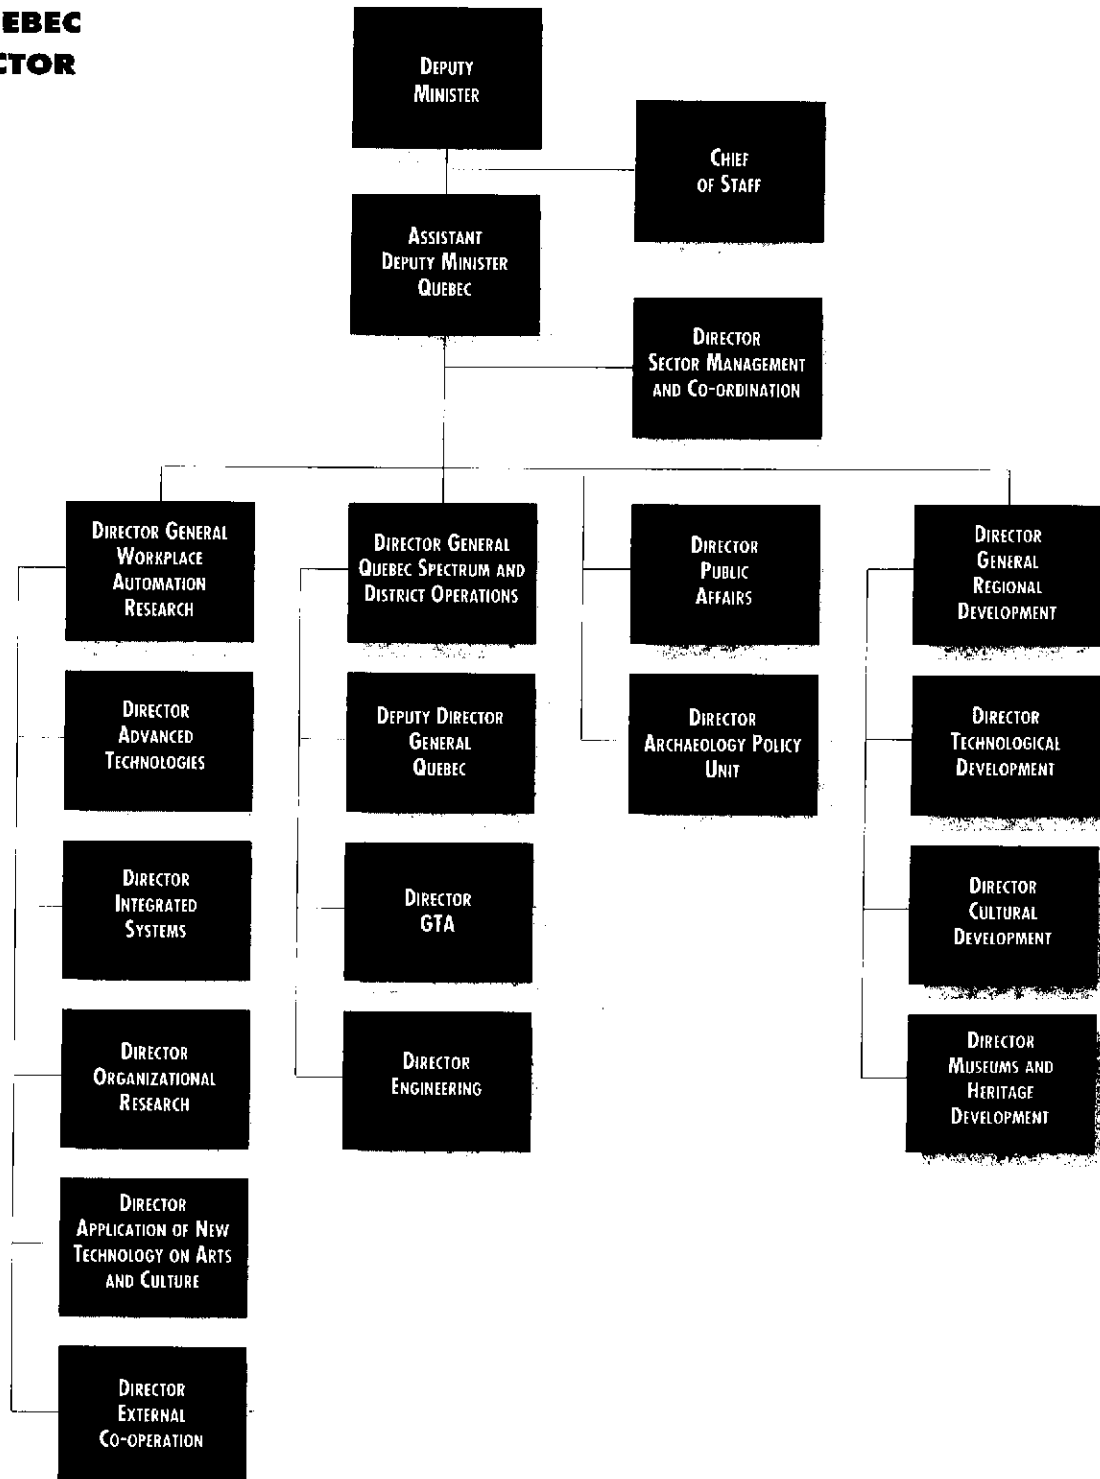 EBEC
CTOR
DEPUTY
MINISTER
CHIEF
OF STAFF
ASSISTANT
DEPUTY MINISTER
QUEBEC
DIRECTOR
SECTOR MANAGEMENT
AND CO-ORDINATION
DIRECTOR GENERAL
WORKPLACE
AUTOMATION
RESEARCH
DIRECTOR GENERAL
QUEBEC SPECTRUM AND
DISTRICT OPERATIONS
DIRECTOR
PUBLIC
AFFAIRS
DIRECTOR
GENERAL
REGIONAL
DEVELOPMENT
DIRECTOR
ADVANCED
TECHNOLOGIES
DEPUTY DIRECTOR
GENERAL
QUEBEC
DIRECTOR
ARCHAEOLOGY POLICY
UNIT
DIRECTOR
TECHNOLOGICAL
DEVELOPMENT
DIRECTOR
INTEGRATED
SYSTEMS
DIRECTOR
GTA
DIRECTOR
CULTURAL
DEVELOPMENT
DIRECTOR
ORGANIZATIONAL
RESEARCH
DIRECTOR
ENGINEERING
DIRECTOR
MUSEUMS AND
HERITAGE
DEVELOPMENT
DIRECTOR
APPLICATION OF NEW
TECHNOLOGY ON ARTS
AND CULTURE
DIRECTOR
EXTERNAL
CO-OPERATION